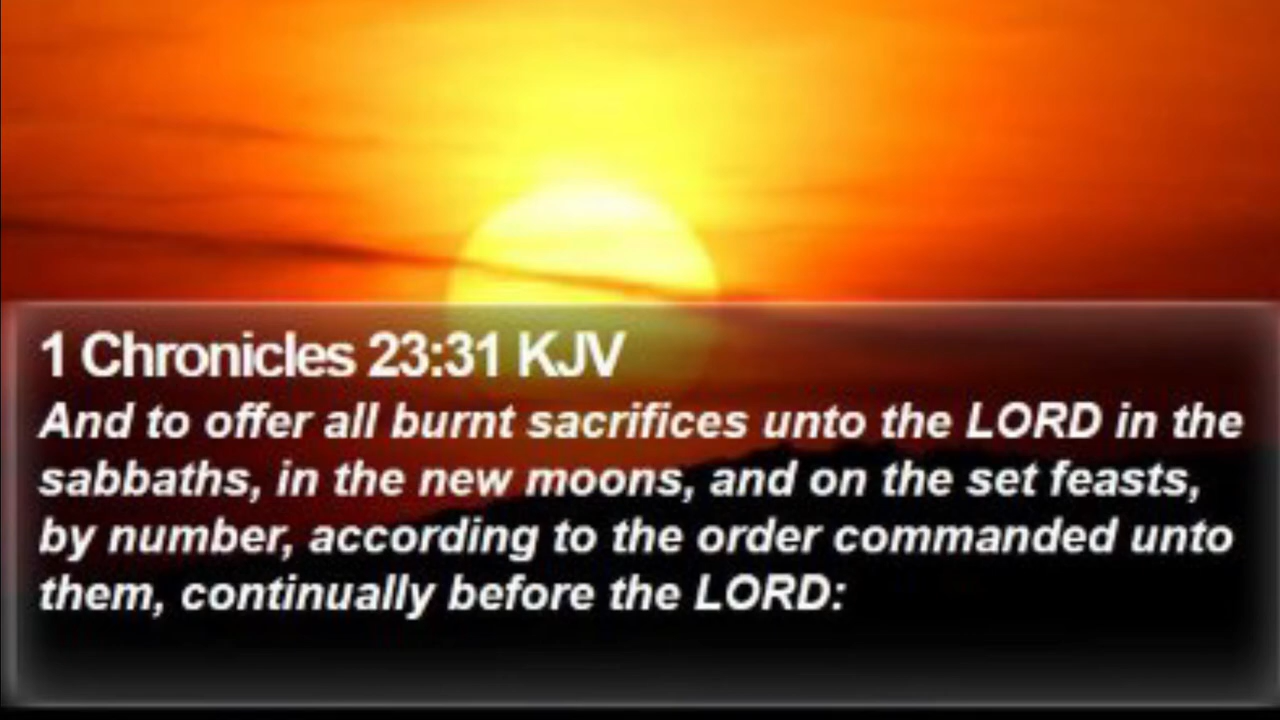 1 Chronicles 23:31 KJV
And to offer all burnt sacrifices unto the LORD in the
sabbaths, in the new moons, and on the set feasts,
by number, according to the order commanded unto
them, continually before the LORD: